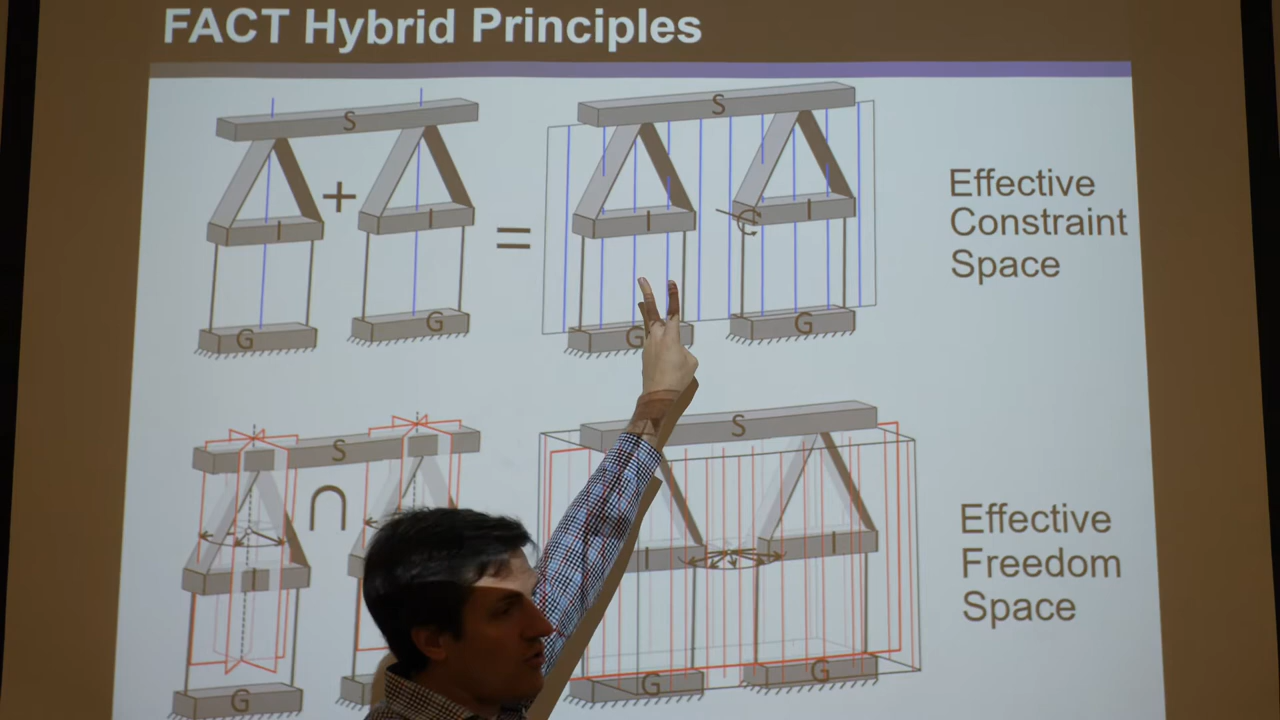 FACT Hybrid Principles
S
+
I
I
=
G
G
S
I
I
G
G
Effective
Constraint
Space
S
∩
I
G
S
I
I
G
G
Effective
Freedom
Space